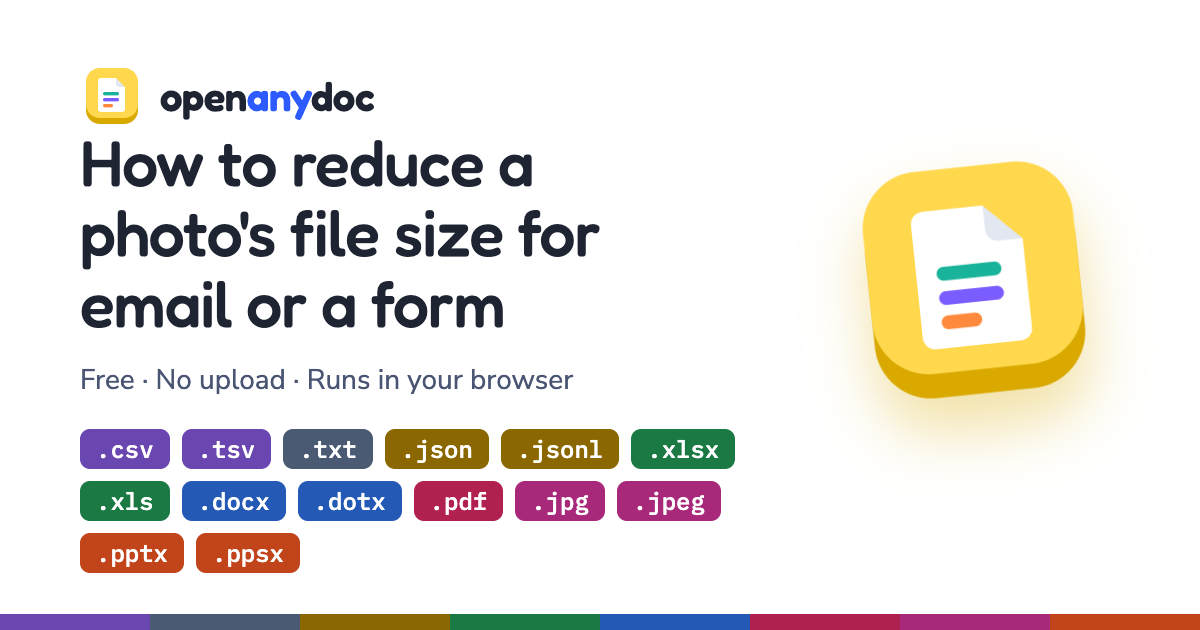 openanydoc
How to reduce a
photo's file size for
email or a form
Free · No upload · Runs in your browser
.csv .tsv .txt .json .jsonl .xlsx
.xls .docx .dotx .pdf .jpg .jpeg
.pptx .ppsx